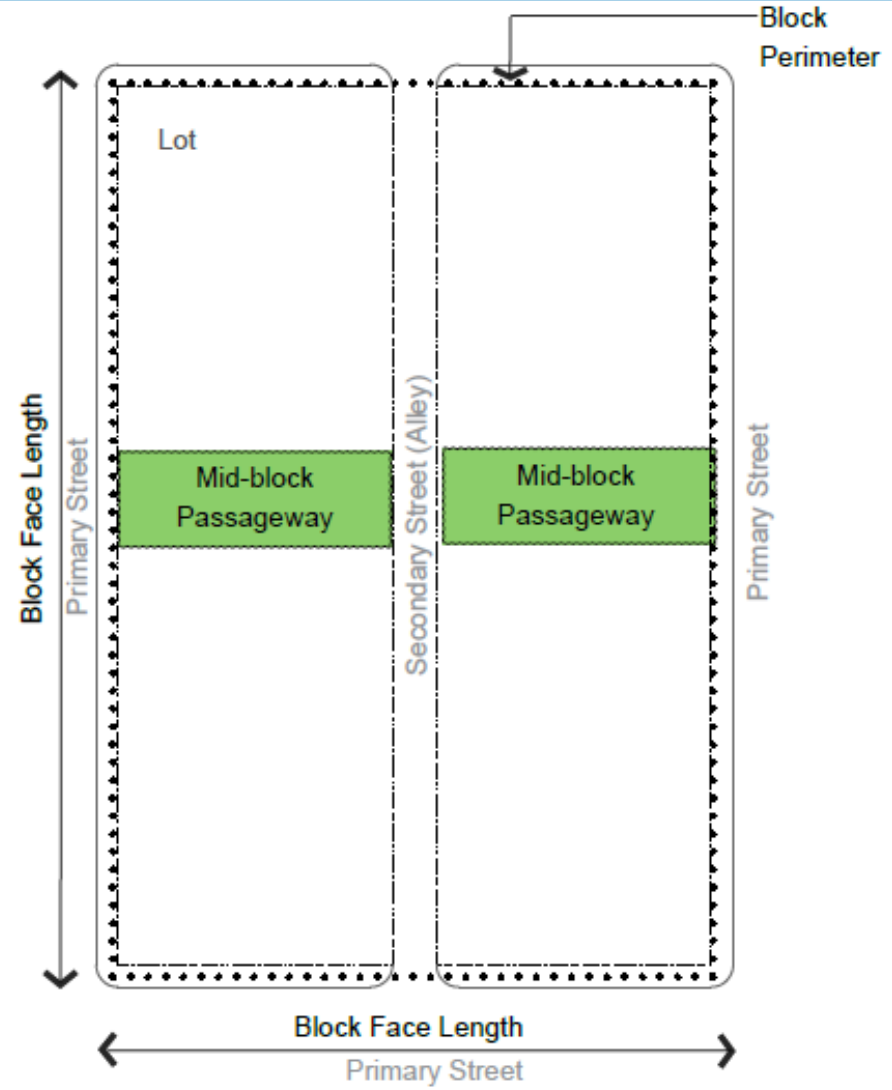 Block
Perimeter
Lot
Block Face Length
Primary Street
Mid-block
Passageway
Secondary Street (Alley)
Mid-block
Passageway
Primary Street
Block Face Length
Primary Street